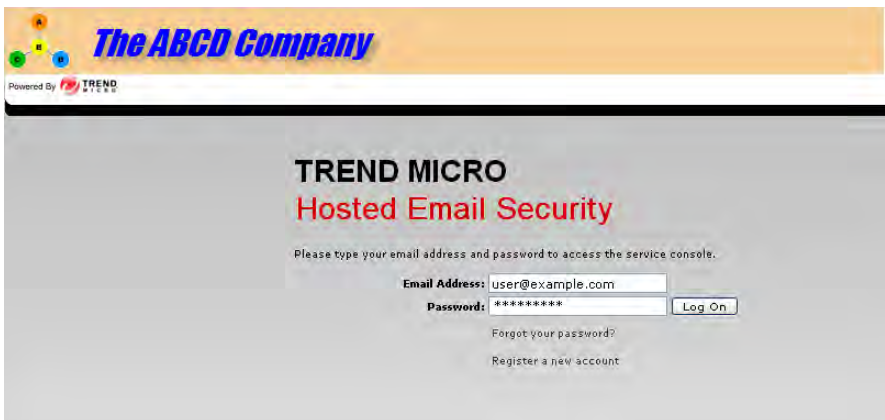 A
B
C
D
The ABCD Company
Powered By TREND MICRO
TREND MICRO
Hosted Email Security
Please type your email address and password to access the service console.
Email Address: user@example.com
Password: ********* Log On
Forgot your password?
Register a new account